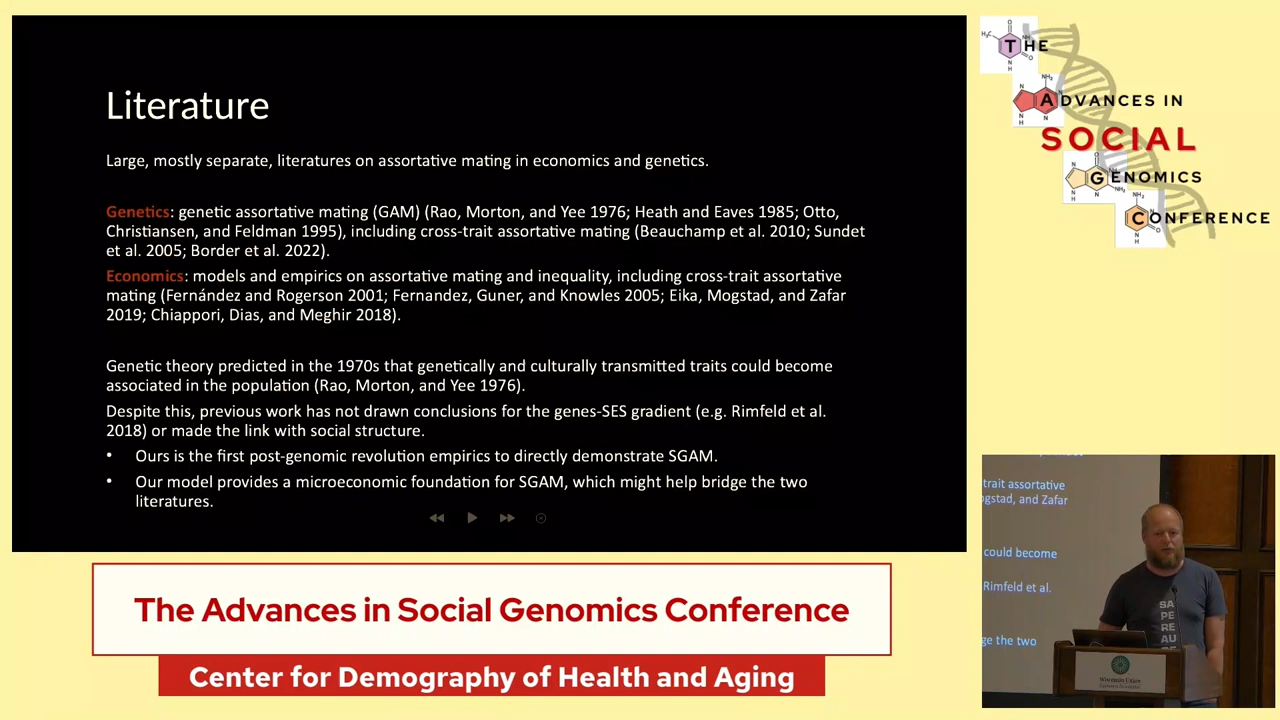 Literature
Large, mostly separate, literatures on assortative mating in economics and genetics.
Genetics: genetic assortative mating (GAM) (Rao, Morton, and Yee 1976; Heath and Eaves 1985; Otto,
Christiansen, and Feldman 1995), including cross-trait assortative mating (Beauchamp et al. 2010; Sundet
et al. 2005; Border et al. 2022).
Economics: models and empirics on assortative mating and inequality, including cross-trait assortative
mating (Fernández and Rogerson 2001; Fernandez, Guner, and Knowles 2005; Eika, Mogstad, and Zafar
2019; Chiappori, Dias, and Meghir 2018).
Genetic theory predicted in the 1970s that genetically and culturally transmitted traits could become
associated in the population (Rao, Morton, and Yee 1976).
Despite this, previous work has not drawn conclusions for the genes-SES gradient (e.g. Rimfeld et al.
2018) or made the link with social structure.
• Ours is the first post-genomic revolution empirics to directly demonstrate SGAM.
• Our model provides a microeconomic foundation for SGAM, which might help bridge the two
literatures.
THE
ADVANCES IN
SOCIAL
GENOMICS
CONFERENCE
trait assortative
ogstad, and Zafar
could become
Rimfeld et al.
ge the two
SA
PE
RE
AU
Wisconsin Union
The Advances in Social Genomics Conference
Center for Demography of Health and Aging